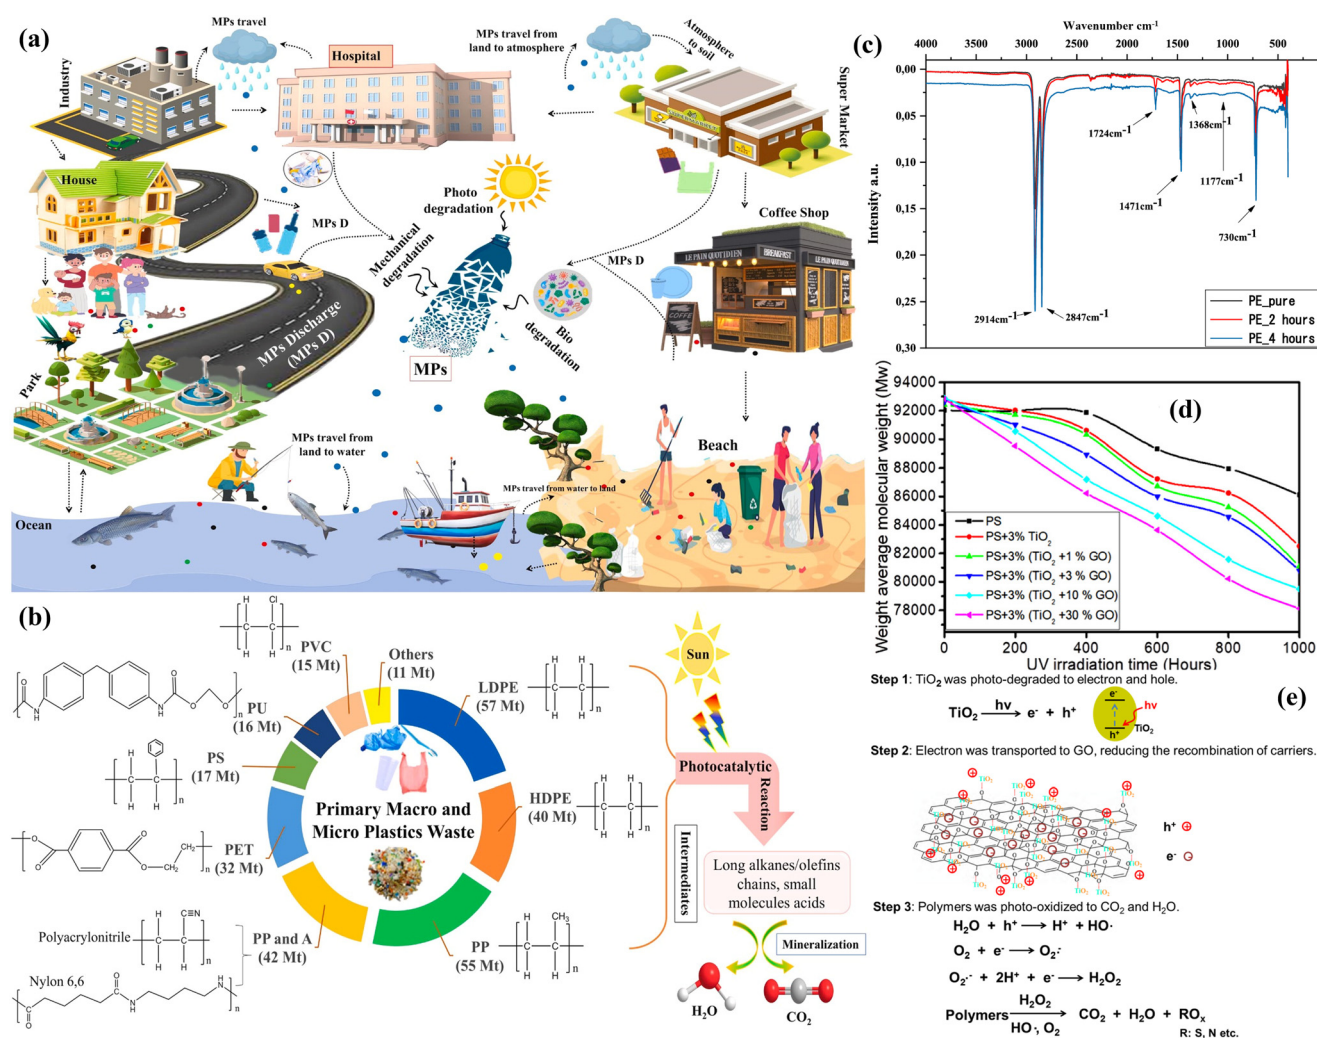 (a)
MPs travel
Hospital
Industry
MPs travel from
land to atmosphere
Atmosphere
to soil
Super Market
House
MPs D
Photo
degradation
Mechanical
degradation
Bio
degradation
MPs
MPs D
Coffee Shop
LE PAIN QUOTIDIEN
BREAKFAST
LE PAIN QUOTIDIEN
COFFE
MPs Discharge
(MPs D)
Park
MPs travel from
land to water
Beach
MPs travel from water to land
Ocean
(b)
PVC
(15 Mt)
Others
(11 Mt)
LDPE
(57 Mt)
PU
(16 Mt)
PS
(17 Mt)
HDPE
(40 Mt)
Primary Macro and
Micro Plastics Waste
PET
(32 Mt)
PP and A
(42 Mt)
PP
(55 Mt)
Polyacrylonitrile
Nylon 6,6
Sun
Photocatalytic
Reaction
Intermediates
Long alkanes/olefins
chains, small
molecules acids
Mineralization
H₂O
CO₂
(c)
Wavenumber cm⁻¹
4000 3500 3000 2500 2000 1500 1000 500
Intensity a.u.
0,00
0,05
0,10
0,15
0,20
0,25
0,30
1724cm⁻¹
1368cm⁻¹
1471cm⁻¹
1177cm⁻¹
730cm⁻¹
2914cm⁻¹
2847cm⁻¹
PE_pure
PE_2 hours
PE_4 hours
(d)
Weight average molecular weight (Mw)
94000
92000
90000
88000
86000
84000
82000
80000
78000
PS
PS+3% TiO₂
PS+3% (TiO₂ +1 % GO)
PS+3% (TiO₂ +3 % GO)
PS+3% (TiO₂ +10 % GO)
PS+3% (TiO₂ +30 % GO)
0 200 400 600 800 1000
UV irradiation time (Hours)
(e)
Step 1: TiO₂ was photo-degraded to electron and hole.
TiO₂ hv e⁻ + h⁺
e⁻
hv
h⁺
TiO₂
Step 2: Electron was transported to GO, reducing the recombination of carriers.
h⁺
e⁻
Step 3: Polymers was photo-oxidized to CO₂ and H₂O.
H₂O + h⁺ → H⁺ + HO·
O₂ + e⁻ → O₂·⁻
O₂·⁻ + 2H⁺ + e⁻ → H₂O₂
H₂O₂
Polymers → CO₂ + H₂O + ROₓ
HO·, O₂
R: S, N etc.